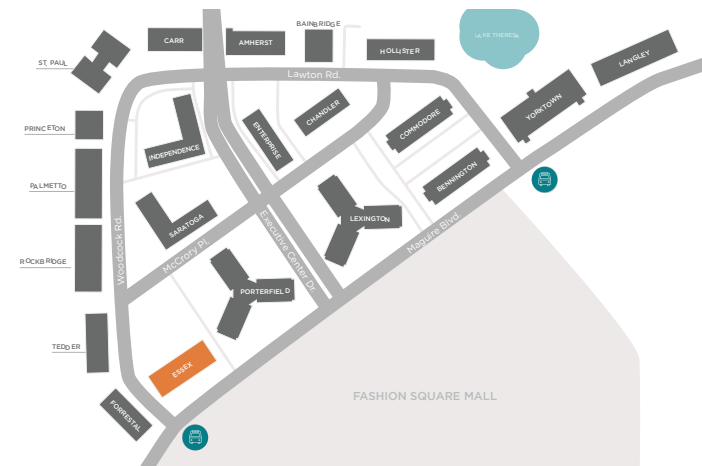 BAINBRIDGE
CARR
AMHERST
HOLLISTER
LAKE THERESA
ST. PAUL
LANGLEY
Lawton Rd.
YORKTOWN
CHANDLER
COMMODORE
PRINCETON
ENTERPRISE
INDEPENDENCE
BENNINGTON
PALMETTO
LEXINGTON
SARATOGA
Woodcock Rd.
McCrory Pl.
Executive Center Dr.
Maguire Blvd.
ROCKBRIDGE
PORTERFIELD
TEDDER
ESSEX
FORRESTAL
FASHION SQUARE MALL